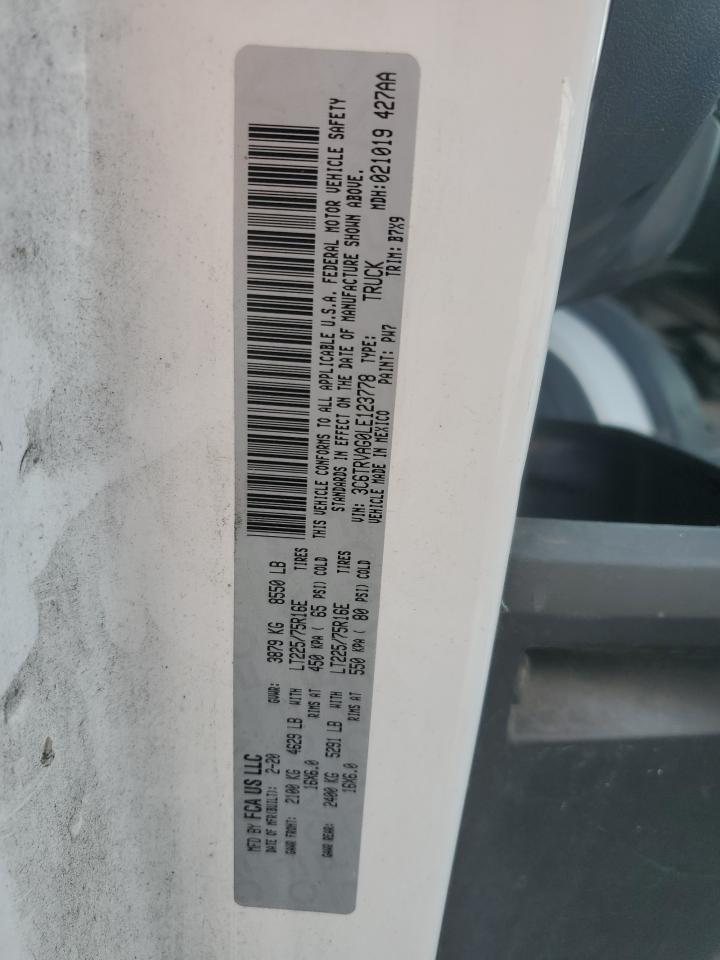 MFD BY FCA US LLC
DATE OF MFR(BUILT): 2-20 GVWR: 3879 KG 8550 LB
GAWR FRONT: 2100 KG 4629 LB WITH LT225/75R16E TIRES
16X6.0 RIMS AT 450 KPA ( 65 PSI) COLD
GAWR REAR: 2400 KG 5291 LB WITH LT225/75R16E TIRES
16X6.0 RIMS AT 550 KPA ( 80 PSI) COLD
THIS VEHICLE CONFORMS TO ALL APPLICABLE U.S.A. FEDERAL MOTOR VEHICLE SAFETY
STANDARDS IN EFFECT ON THE DATE OF MANUFACTURE SHOWN ABOVE.
VIN: 3C6TRVAG0LE123778 TYPE: TRUCK MDH:021019 427AA
VEHICLE MADE IN MEXICO PAINT: PW7 TRIM: B7X9